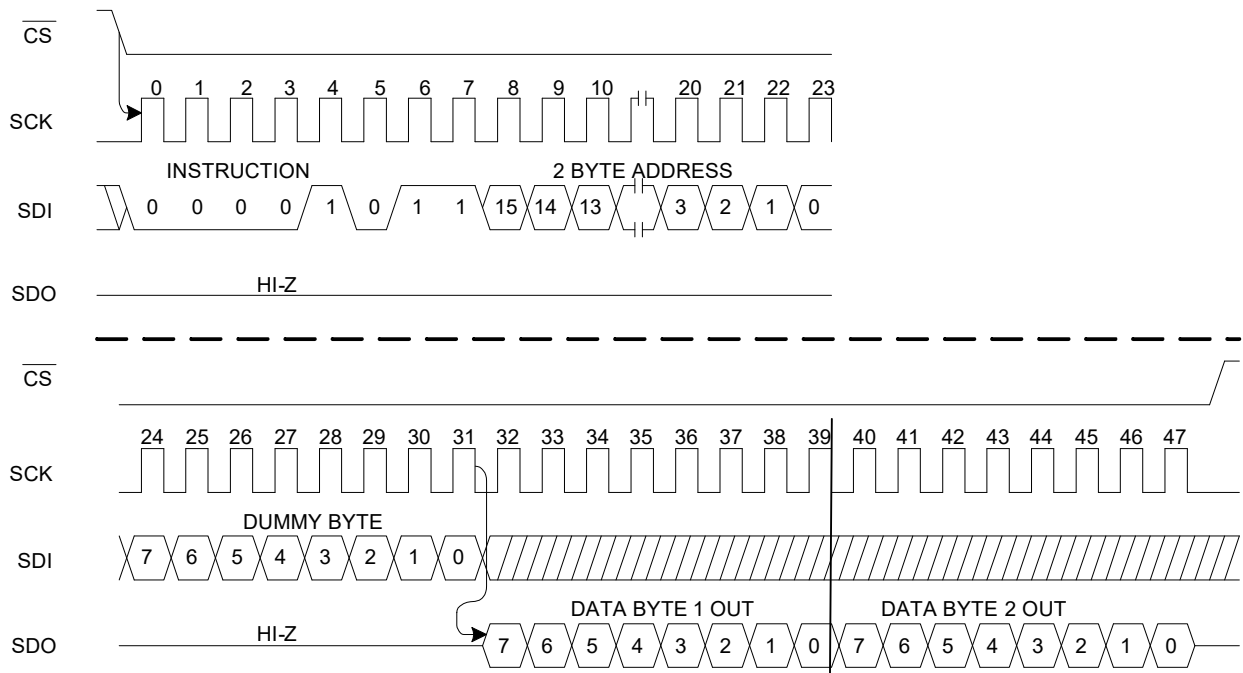 CS
0 1 2 3 4 5 6 7 8 9 10 20 21 22 23
SCK
INSTRUCTION 2 BYTE ADDRESS
SDI 0 0 0 0 1 0 1 1 15 14 13 3 2 1 0
HI-Z
SDO
CS
24 25 26 27 28 29 30 31 32 33 34 35 36 37 38 39 40 41 42 43 44 45 46 47
SCK
DUMMY BYTE
SDI 7 6 5 4 3 2 1 0
DATA BYTE 1 OUT DATA BYTE 2 OUT
HI-Z
SDO 7 6 5 4 3 2 1 0 7 6 5 4 3 2 1 0